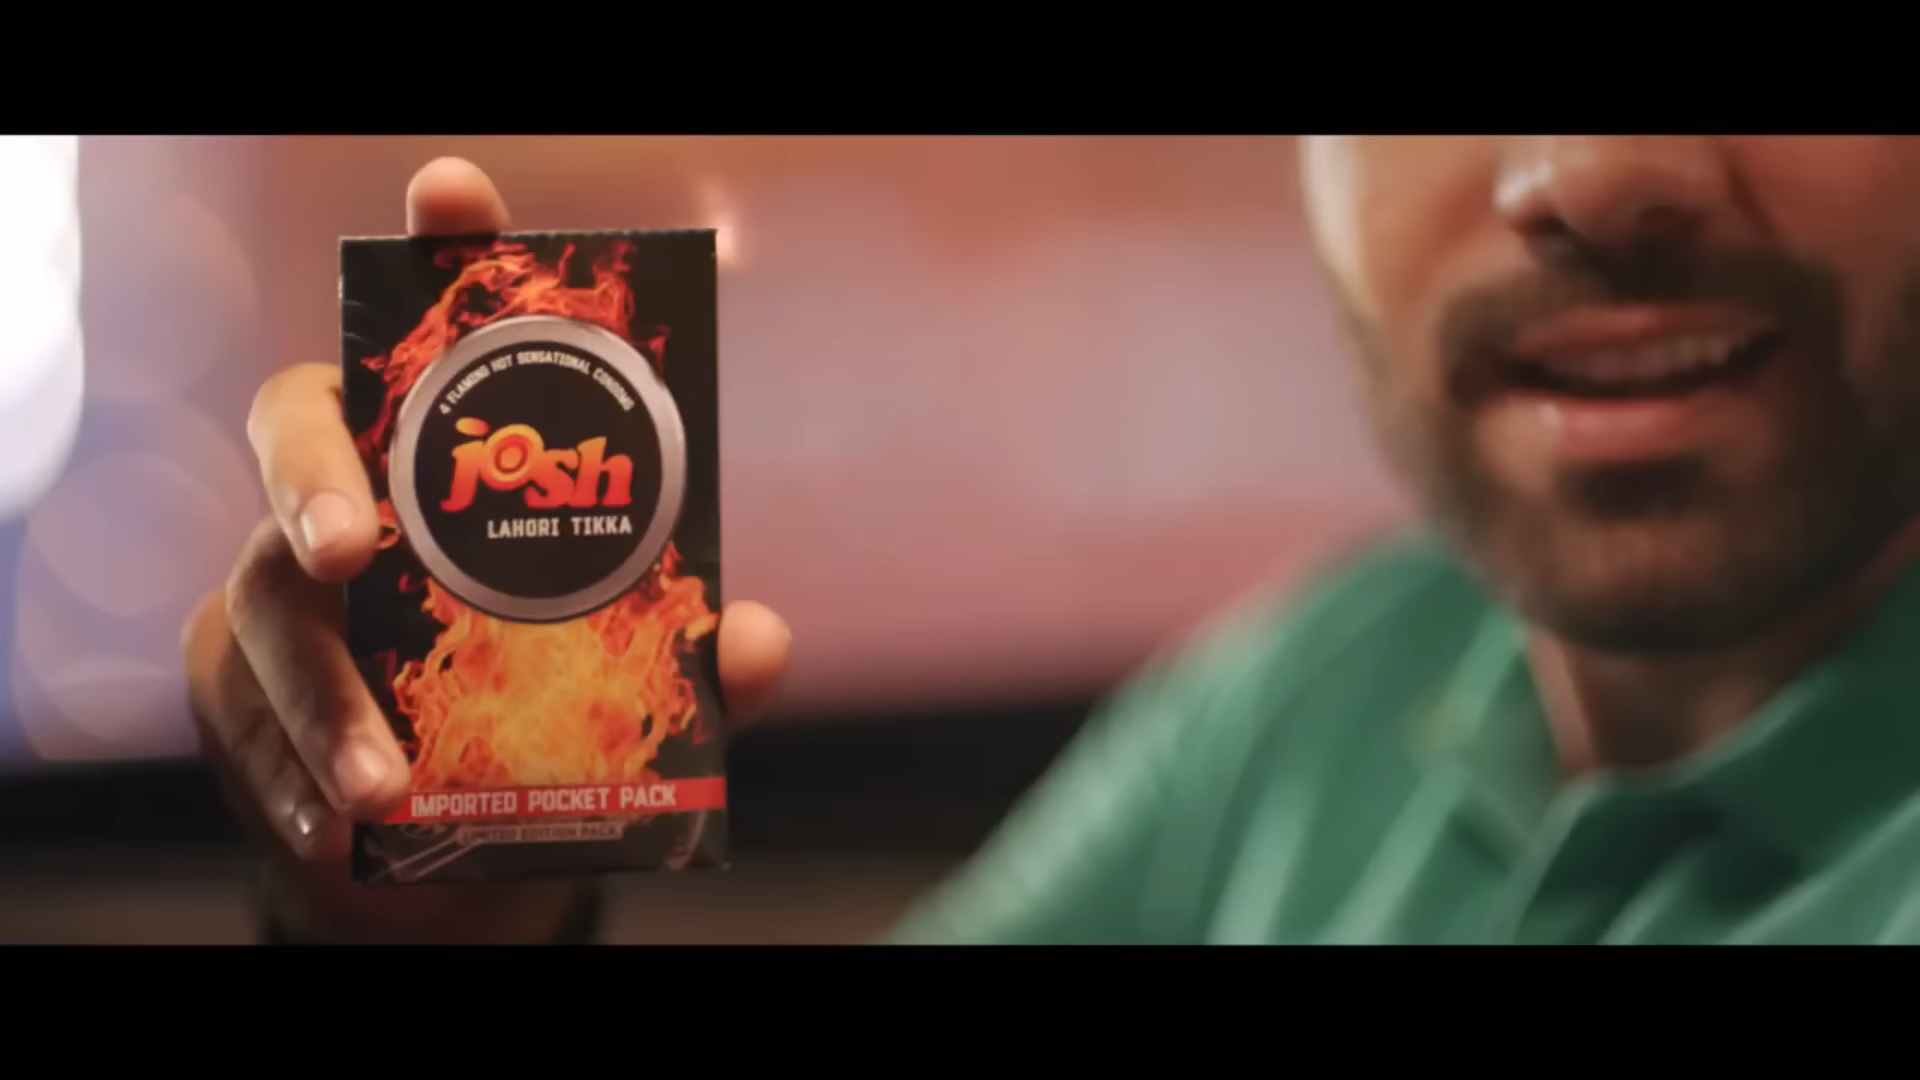 4 FLAMING HOT SENSATIONAL CONDOMS
josh
LAHORI TIKKA
IMPORTED POCKET PACK
LIMITED EDITION PACK